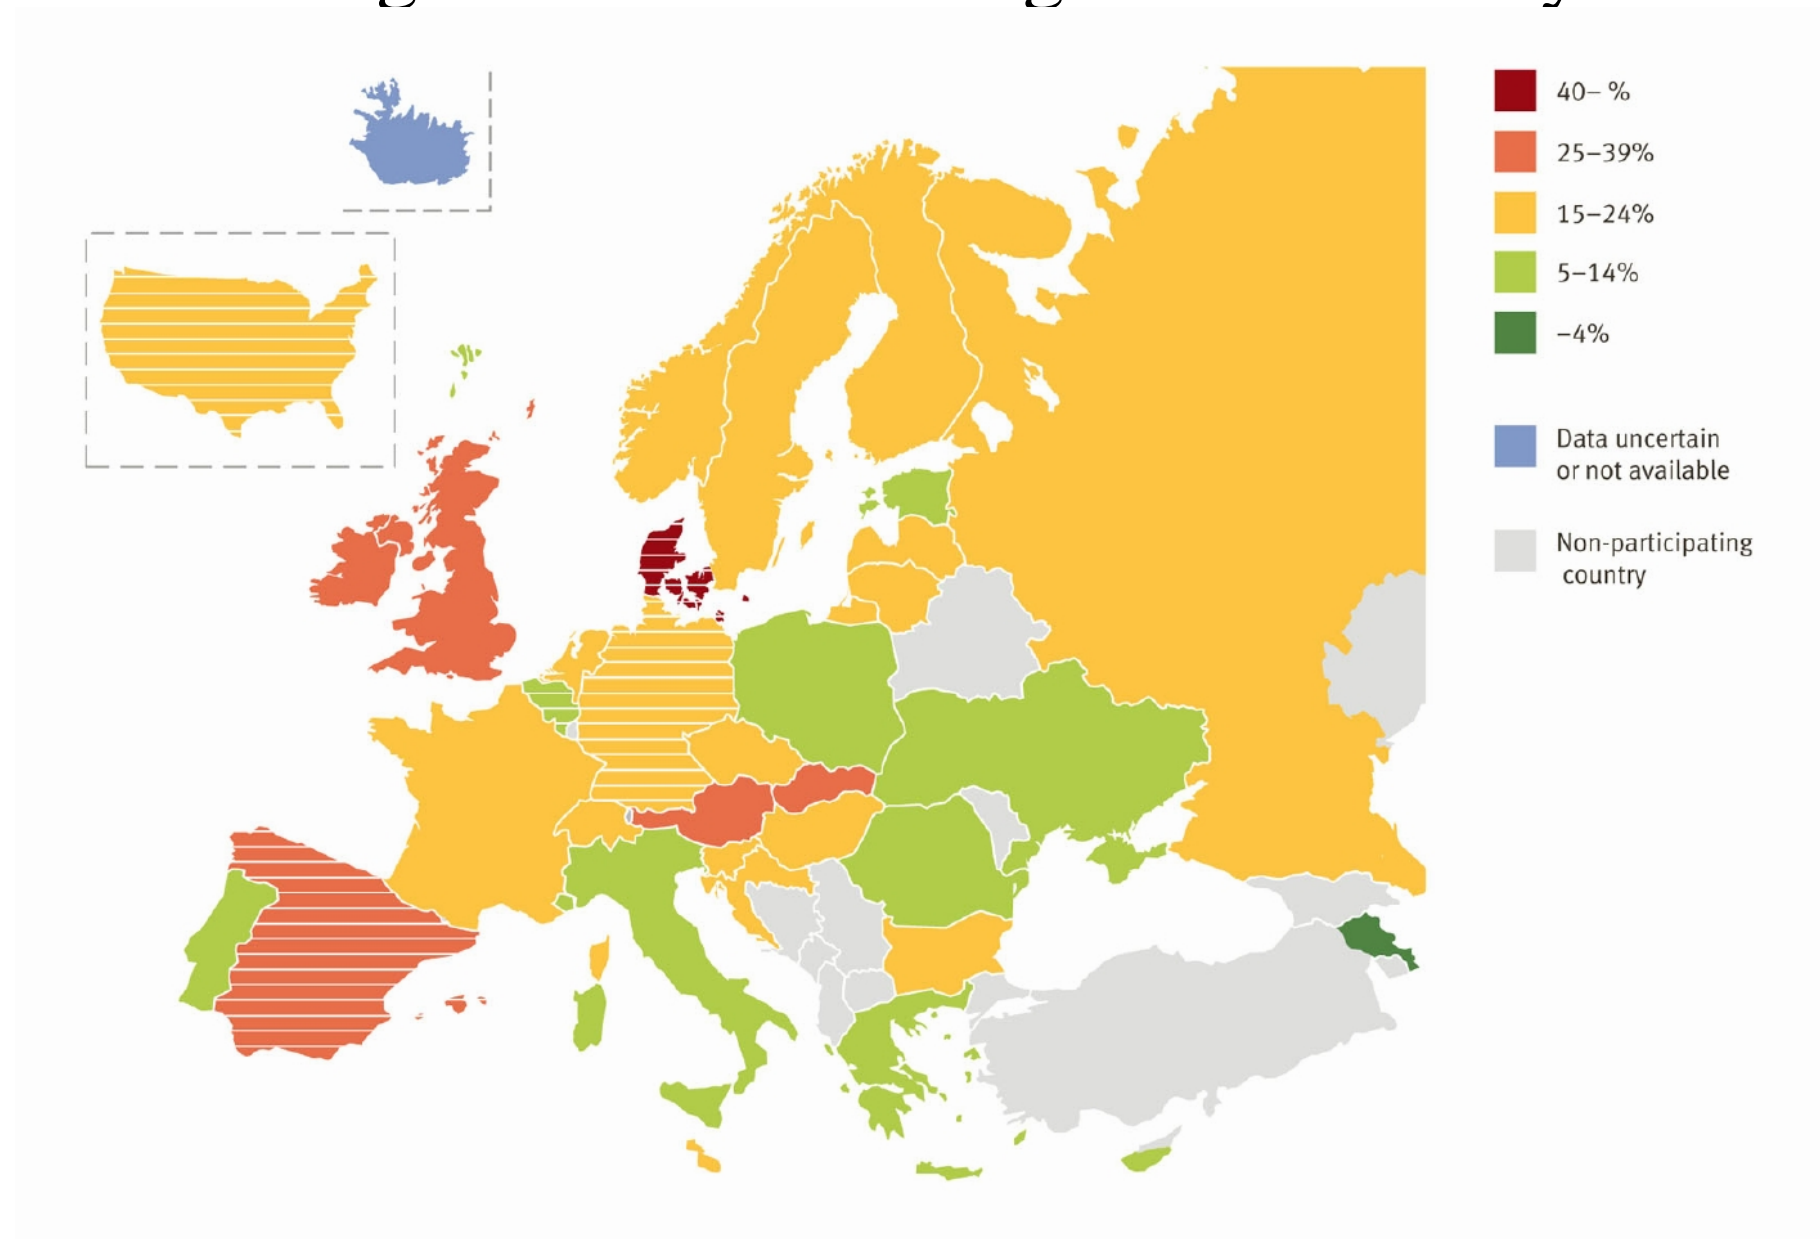 40– %
25–39%
15–24%
5–14%
–4%
Data uncertain
or not available
Non-participating
country